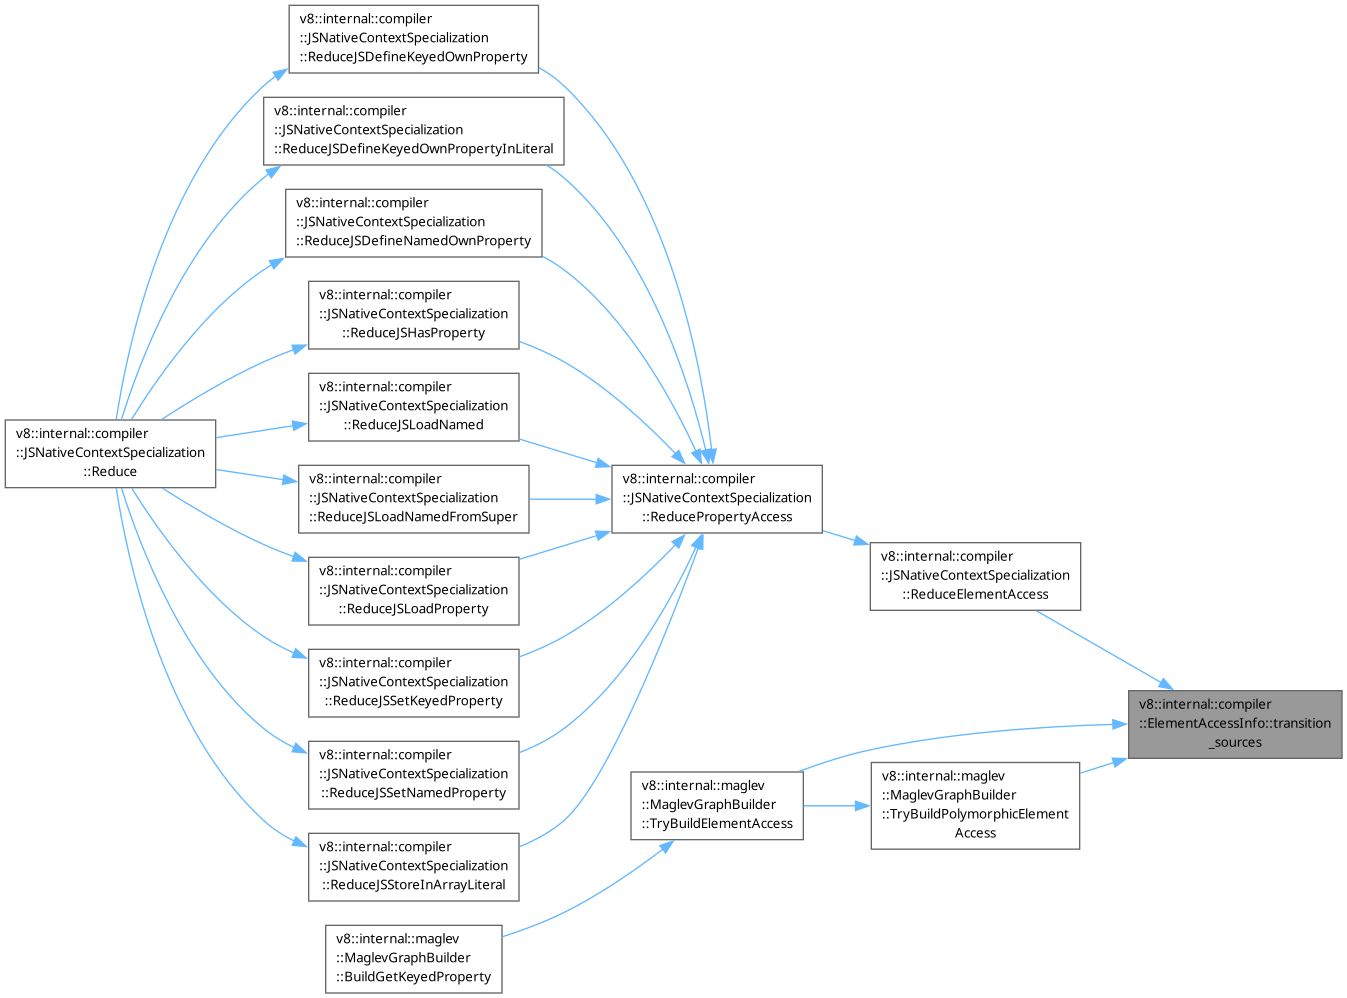 v8::internal::compiler
::JSNativeContextSpecialization
::ReduceJSDefineKeyedOwnProperty
v8::internal::compiler
::JSNativeContextSpecialization
::ReduceJSDefineKeyedOwnPropertyInLiteral
v8::internal::compiler
::JSNativeContextSpecialization
::ReduceJSDefineNamedOwnProperty
v8::internal::compiler
::JSNativeContextSpecialization
::ReduceJSHasProperty
v8::internal::compiler
::JSNativeContextSpecialization
::ReduceJSLoadNamed
v8::internal::compiler
::JSNativeContextSpecialization
::Reduce
v8::internal::compiler
::JSNativeContextSpecialization
::ReduceJSLoadNamedFromSuper
v8::internal::compiler
::JSNativeContextSpecialization
::ReducePropertyAccess
v8::internal::compiler
::JSNativeContextSpecialization
::ReduceElementAccess
v8::internal::compiler
::JSNativeContextSpecialization
::ReduceJSLoadProperty
v8::internal::compiler
::JSNativeContextSpecialization
::ReduceJSSetKeyedProperty
v8::internal::compiler
::ElementAccessInfo::transition
_sources
v8::internal::compiler
::JSNativeContextSpecialization
::ReduceJSSetNamedProperty
v8::internal::maglev
::MaglevGraphBuilder
::TryBuildElementAccess
v8::internal::maglev
::MaglevGraphBuilder
::TryBuildPolymorphicElement
Access
v8::internal::compiler
::JSNativeContextSpecialization
::ReduceJSStoreInArrayLiteral
v8::internal::maglev
::MaglevGraphBuilder
::BuildGetKeyedProperty